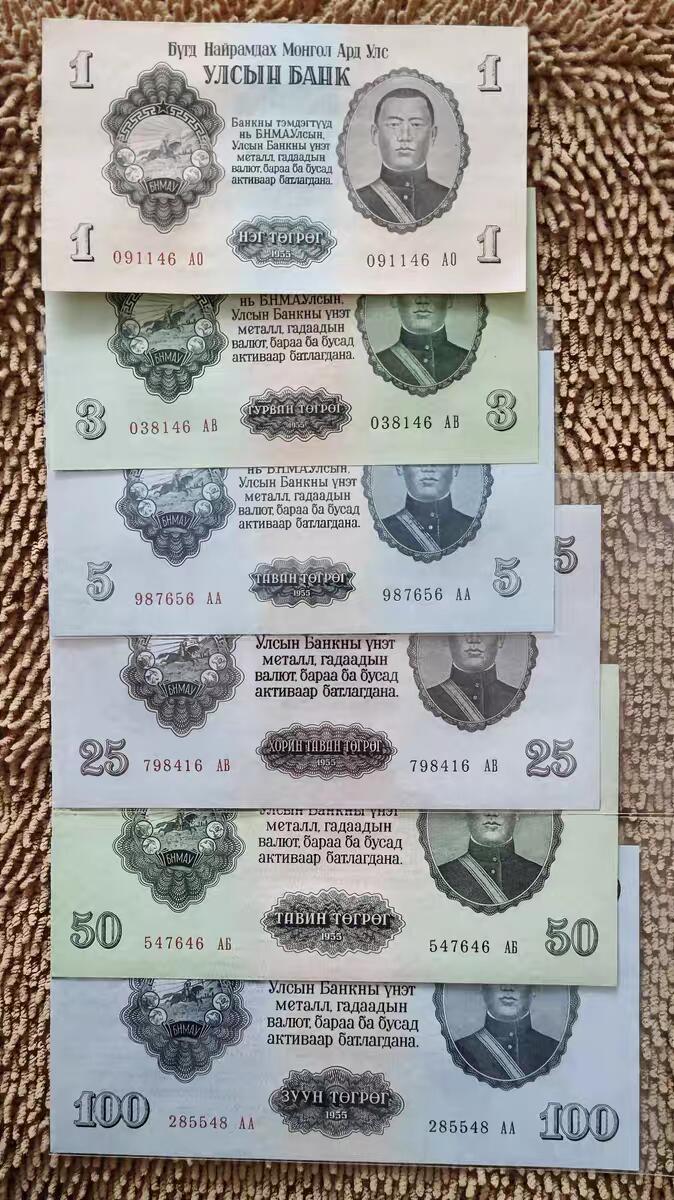 Бүгд Найрамдах Монгол Ард Улс
1 УЛСЫН БАНК 1
Банкны тэмдэгтүүд
нь Б.Н.М.А.Улсын,
Улсын Банкны үнэт
металл, гадаадын
валют, бараа ба бусад
активаар батлагдана.
БНМАУ
НЭГ ТӨГРӨГ
1955
1 091146 АО 091146 АО 1
нь Б.Н.М.А.Улсын,
Улсын Банкны үнэт
металл, гадаадын
валют, бараа ба бусад
активаар батлагдана.
БНМАУ
ГУРВАН ТӨГРӨГ
1955
3 038146 АВ 038146 АВ 3
нь Б.Н.М.А.Улсын,
Улсын Банкны үнэт
металл, гадаадын
валют, бараа ба бусад
активаар батлагдана.
БНМАУ
ТАВАН ТӨГРӨГ
1955
5 987656 АА 987656 АА 5
5
Улсын Банкны үнэт
металл, гадаадын
валют, бараа ба бусад
активаар батлагдана.
БНМАУ
ХОРИН ТАВАН ТӨГРӨГ
1955
25 798416 АВ 798416 АВ 25
Улсын Банкны үнэт
металл, гадаадын
валют, бараа ба бусад
активаар батлагдана.
БНМАУ
ТАВИН ТӨГРӨГ
1955
50 547646 АБ 547646 АБ 50
Улсын Банкны үнэт
металл, гадаадын
валют, бараа ба бусад
активаар батлагдана.
БНМАУ
ЗУУН ТӨГРӨГ
1955
100 285548 АА 285548 АА 100